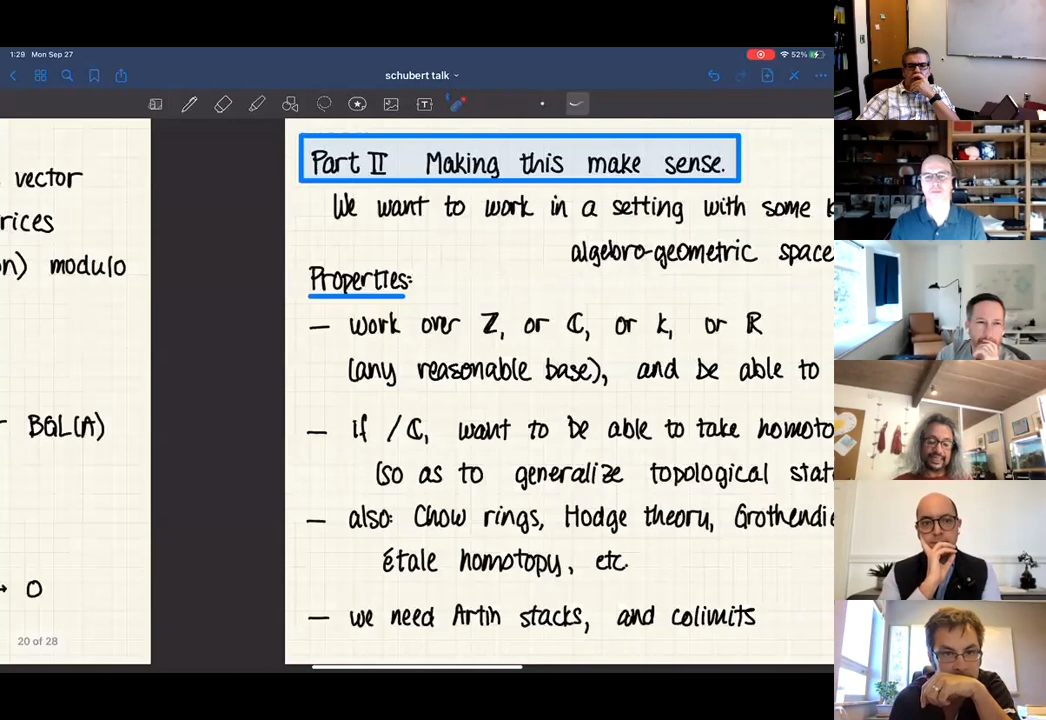 1:29 Mon Sep 27
52%
schubert talk
vector
rices
on) modulo
BGL(A)
→ 0
20 of 28
Part II Making this make sense.
We want to work in a setting with some
algebro-geometric space
Properties:
— work over ℤ, or ℂ, or k, or ℝ
(any reasonable base), and be able to
— if /ℂ, want to be able to take homoto
(so as to generalize topological stat
— also: Chow rings, Hodge theory, Grothendie
étale homotopy, etc.
— we need Artin stacks, and colimits